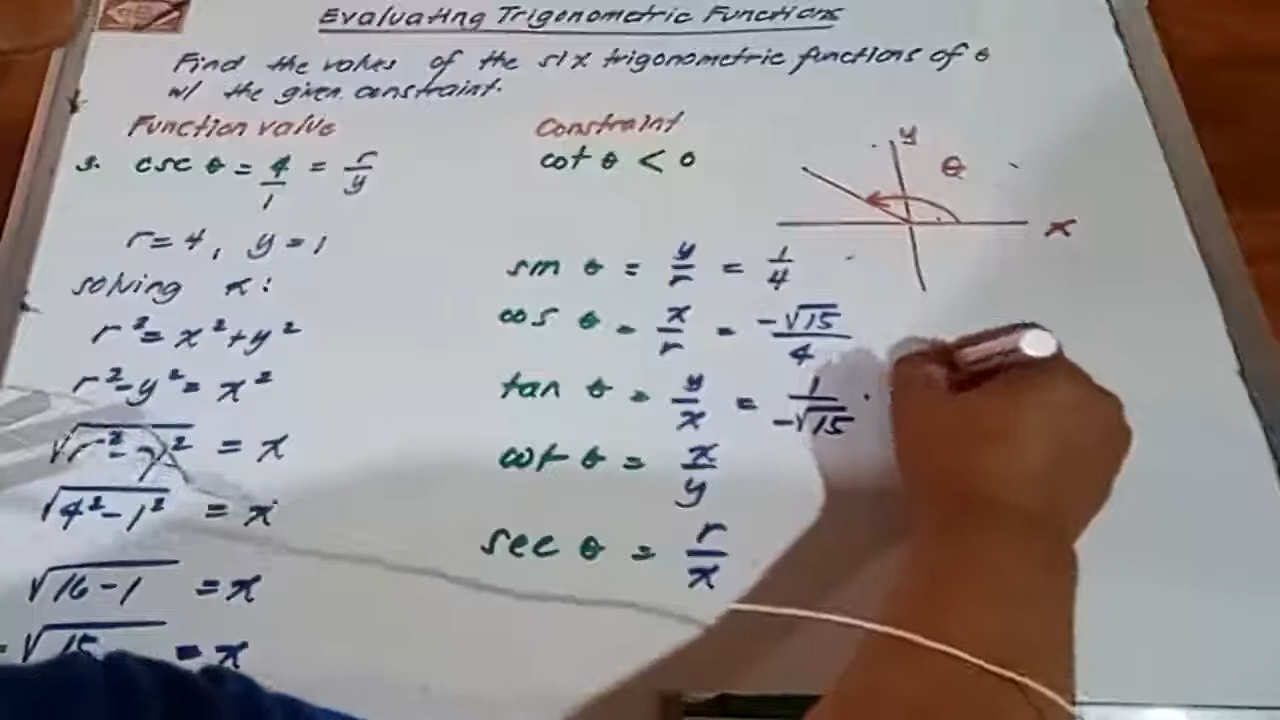 Evaluating Trigonometric Functions
Find the values of the six trigonometric functions of θ
w/ the given constraint.
Function value
Constraint
3. csc θ = 4/1 = r/y
cot θ < 0
y
θ
x
r = 4, y = 1
solving x:
r² = x² + y²
r² - y² = x²
√(r² - y²) = x
√(4² - 1²) = x
√(16 - 1) = x
-√15 = x
sin θ = y/r = 1/4
cos θ = x/r = -√15/4
tan θ = y/x = 1/-√15 ·
cot θ = x/y
sec θ = r/x